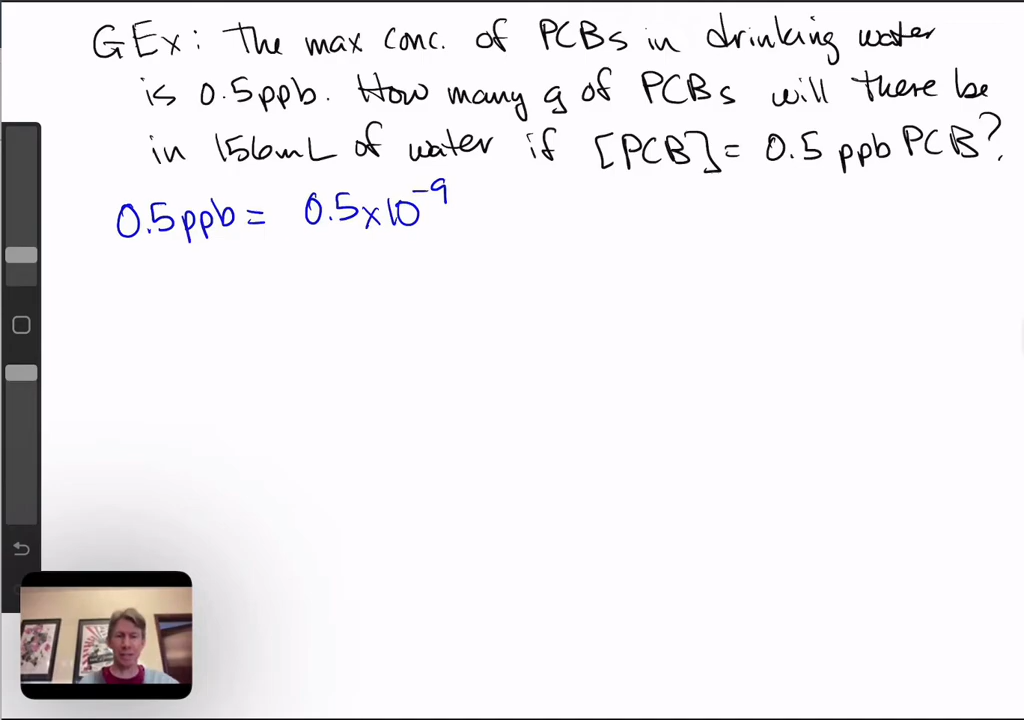 GEx: The max conc. of PCBs in drinking water
is 0.5ppb. How many g of PCBs will there be
in 156mL of water if [PCB] = 0.5 ppb PCB?
0.5ppb = 0.5x10⁻⁹